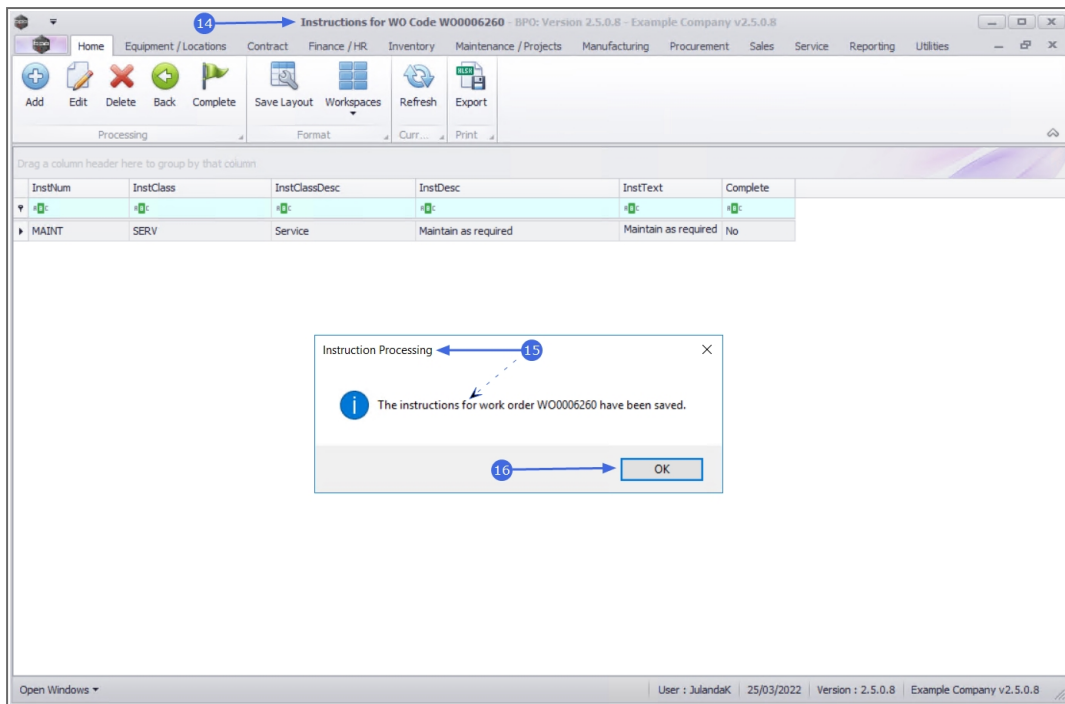 14 Instructions for WO Code WO0006260 - BPO: Version 2.5.0.8 - Example Company v2.5.0.8
Home Equipment / Locations Contract Finance / HR Inventory Maintenance / Projects Manufacturing Procurement Sales Service Reporting Utilities
Add Edit Delete Back Complete Save Layout Workspaces Refresh Export
Processing Format Curr... Print
Drag a column header here to group by that column
InstNum InstClass InstClassDesc InstDesc InstText Complete
MAINT SERV Service Maintain as required Maintain as required No
Instruction Processing 15
The instructions for work order WO0006260 have been saved.
16 OK
Open Windows User : JulandaK 25/03/2022 Version : 2.5.0.8 Example Company v2.5.0.8